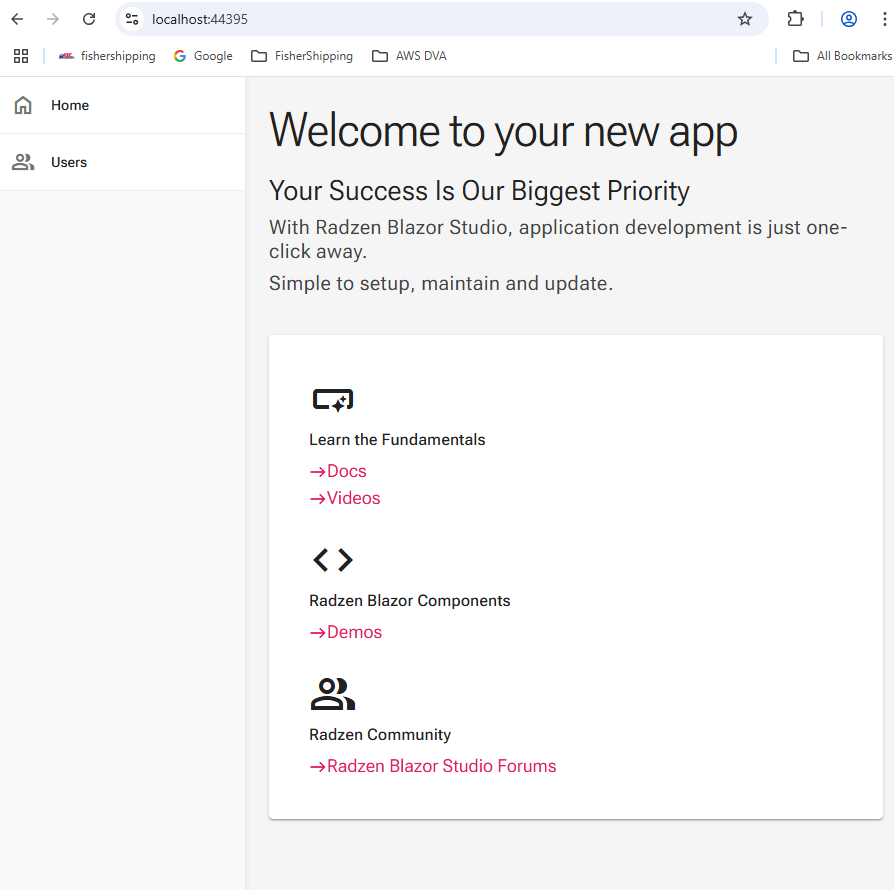 localhost:44395
fishershipping
Google
FisherShipping
AWS DVA
All Bookmarks
Home
Users
Welcome to your new app
Your Success Is Our Biggest Priority
With Radzen Blazor Studio, application development is just one-
click away.
Simple to setup, maintain and update.
Learn the Fundamentals
→Docs
→Videos
Radzen Blazor Components
→Demos
Radzen Community
→Radzen Blazor Studio Forums